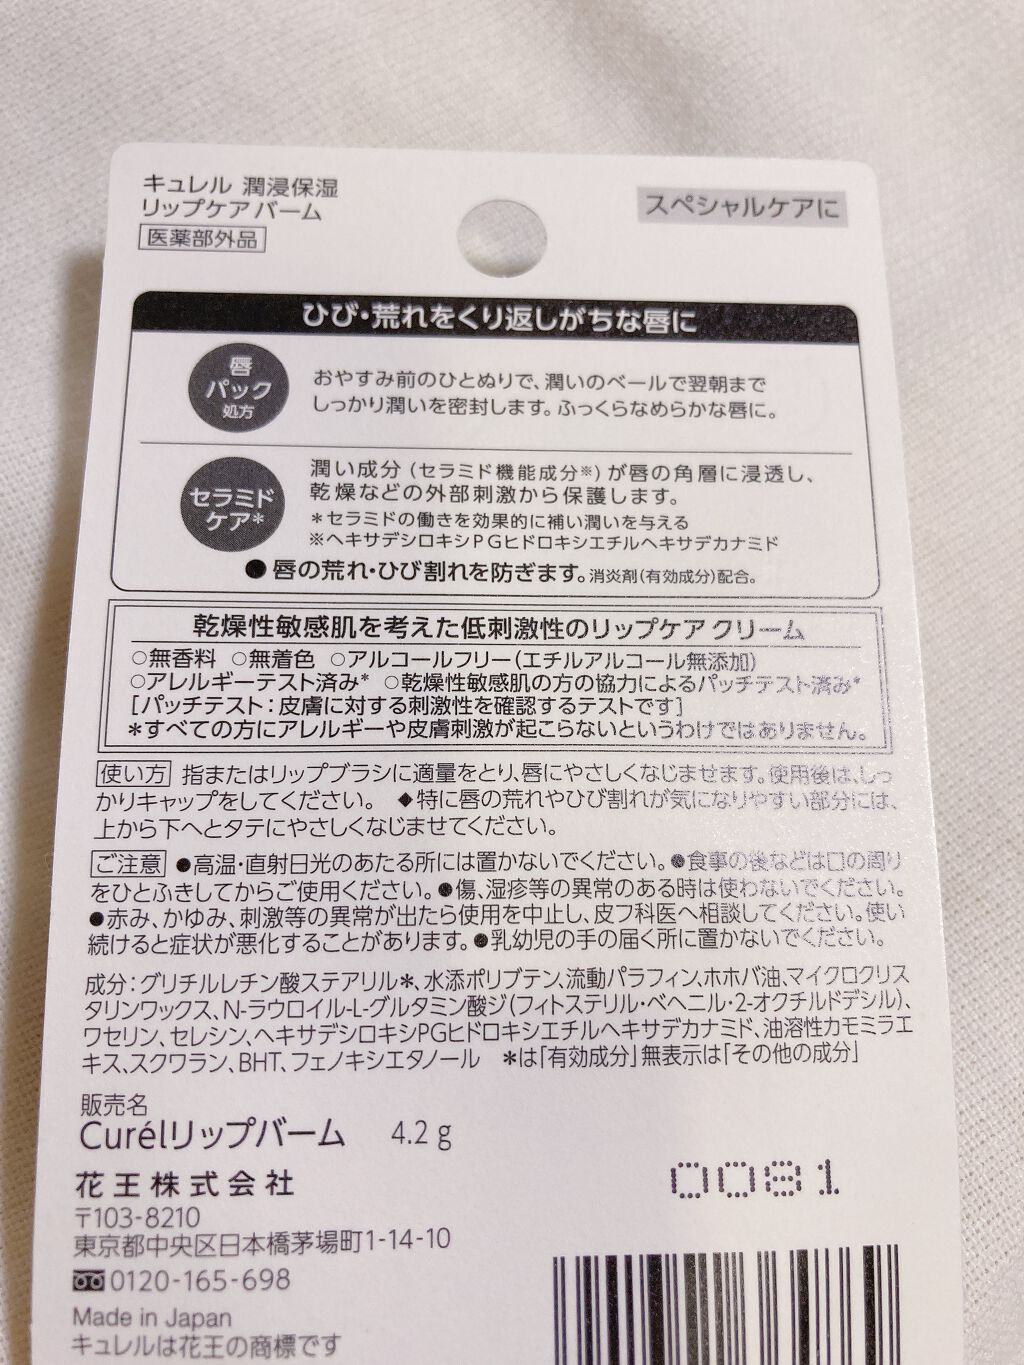 キュレル 潤浸保湿
リップケア バーム
医薬部外品
スペシャルケアに
ひび・荒れをくり返しがちな唇に
唇
パック
処方
おやすみ前のひとぬりで、潤いのベールで翌朝まで
しっかり潤いを密封します。ふっくらなめらかな唇に。
セラミド
ケア*
潤い成分(セラミド機能成分※)が唇の角層に浸透し、
乾燥などの外部刺激から保護します。
*セラミドの働きを効果的に補い潤いを与える
※ヘキサデシロキシPGヒドロキシエチルヘキサデカナミド
●唇の荒れ・ひび割れを防ぎます。消炎剤(有効成分)配合。
乾燥性敏感肌を考えた低刺激性のリップケア クリーム
○無香料 ○無着色 ○アルコールフリー(エチルアルコール無添加)
○アレルギーテスト済み* ○乾燥性敏感肌の方の協力によるパッチテスト済み*
[パッチテスト:皮膚に対する刺激性を確認するテストです]
*すべての方にアレルギーや皮膚刺激が起こらないというわけではありません。
使い方 指またはリップブラシに適量をとり、唇にやさしくなじませます。使用後は、しっ
かりキャップをしてください。 ◆特に唇の荒れやひび割れが気になりやすい部分には、
上から下へとタテにやさしくなじませてください。
ご注意 ●高温・直射日光のあたる所には置かないでください。●食事の後などは口の周り
をひとふきしてからご使用ください。●傷、湿疹等の異常のある時は使わないでください。
●赤み、かゆみ、刺激等の異常が出たら使用を中止し、皮フ科医へ相談してください。使い
続けると症状が悪化することがあります。●乳幼児の手の届く所に置かないでください。
成分:グリチルレチン酸ステアリル*、水添ポリブテン、流動パラフィン、ホホバ油、マイクロクリス
タリンワックス、N-ラウロイル-L-グルタミン酸ジ(フィトステリル・ベヘニル・2-オクチルドデシル)、
ワセリン、セレシン、ヘキサデシロキシPGヒドロキシエチルヘキサデカナミド、油溶性カモミラエ
キス、スクワラン、BHT、フェノキシエタノール *は「有効成分」無表示は「その他の成分」
販売名
Curélリップバーム 4.2 g
花王株式会社
〒103-8210
東京都中央区日本橋茅場町1-14-10
0120-165-698
Made in Japan
キュレルは花王の商標です
0081